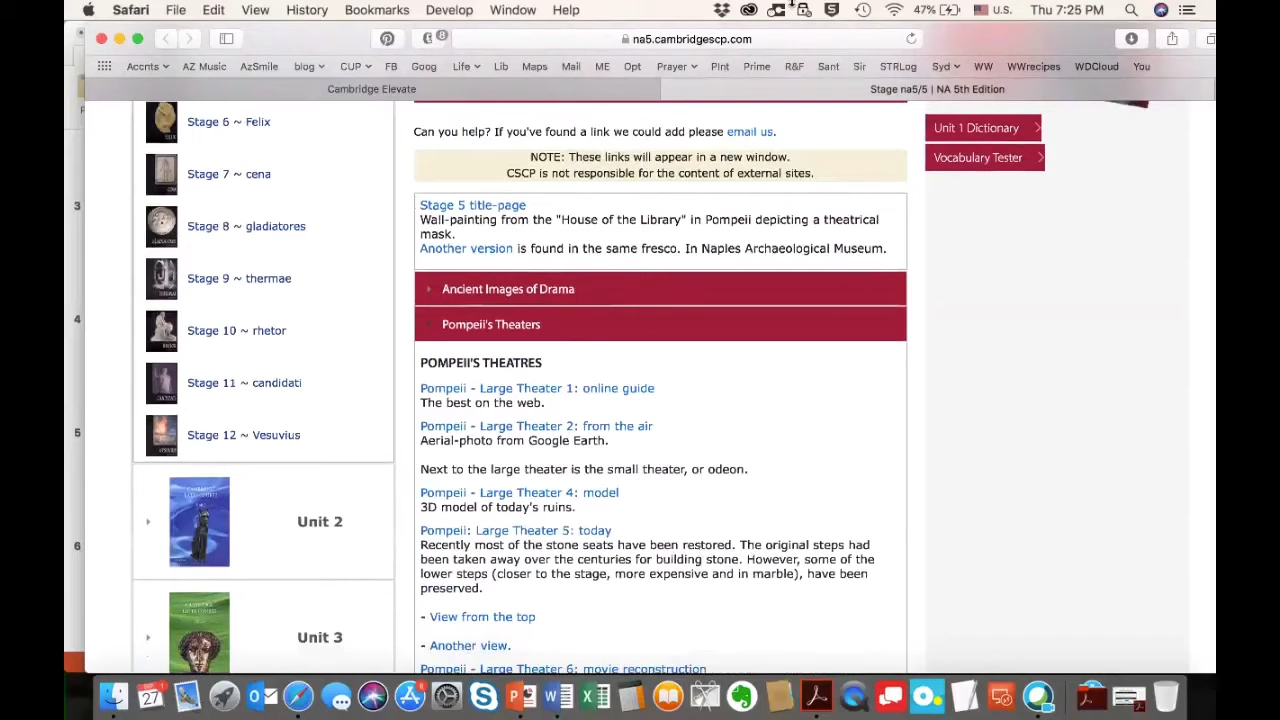 Safari File Edit View History Bookmarks Develop Window Help
47% U.S. Thu 7:25 PM
8 na5.cambridgescp.com
Accnts AZ Music AZSmile blog CUP FB Goog Life Lib Maps Mail ME Opt Prayer PInt Prime R&F Sant Sir STRLog Syd WW WWrecipes WDCloud You
Cambridge Elevate
Stage na5/5 | NA 5th Edition
Stage 6 ~ Felix
Stage 7 ~ cena
Stage 8 ~ gladiatores
Stage 9 ~ thermae
Stage 10 ~ rhetor
Stage 11 ~ candidati
Stage 12 ~ Vesuvius
Unit 2
Unit 3
Can you help? If you've found a link we could add please email us.
NOTE: These links will appear in a new window.
CSCP is not responsible for the content of external sites.
Stage 5 title-page
Wall-painting from the "House of the Library" in Pompeii depicting a theatrical
mask.
Another version is found in the same fresco. In Naples Archaeological Museum.
Ancient Images of Drama
Pompeii's Theaters
POMPEII'S THEATRES
Pompeii - Large Theater 1: online guide
The best on the web.
Pompeii - Large Theater 2: from the air
Aerial-photo from Google Earth.
Next to the large theater is the small theater, or odeon.
Pompeii - Large Theater 4: model
3D model of today's ruins.
Pompeii: Large Theater 5: today
Recently most of the stone seats have been restored. The original steps had
been taken away over the centuries for building stone. However, some of the
lower steps (closer to the stage, more expensive and in marble), have been
preserved.
- View from the top
- Another view.
Pompeii - Large Theater 6: movie reconstruction
Unit 1 Dictionary
Vocabulary Tester
3
4
5
6
27